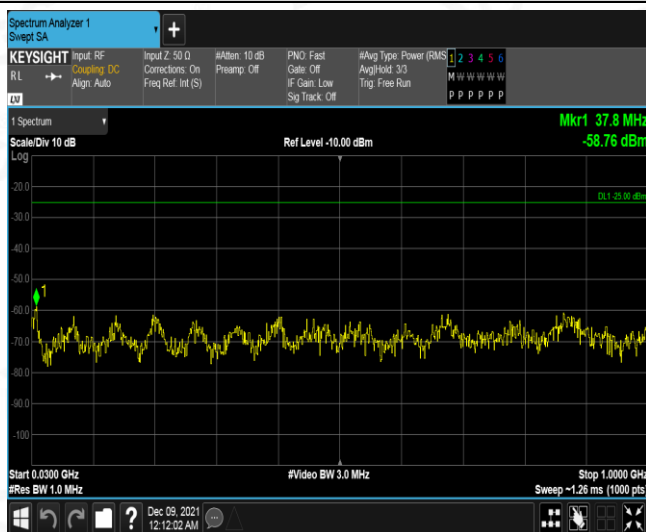 Spectrum Analyzer 1
Swept SA
KEYSIGHT
RL
LXI
Input: RF
Coupling: DC
Align: Auto
Input Z: 50 Ω
Corrections: On
Freq Ref: Int (S)
#Atten: 10 dB
Preamp: Off
PNO: Fast
Gate: Off
IF Gain: Low
Sig Track: Off
#Avg Type: Power (RMS
Avg|Hold: 3/3
Trig: Free Run
1 2 3 4 5 6
M W W W W W
P P P P P P
1 Spectrum
Mkr1 37.8 MHz
Scale/Div 10 dB
Ref Level -10.00 dBm
-58.76 dBm
Log
-20.0
DL1 -25.00 dBm
-30.0
-40.0
-50.0
1
-60.0
-70.0
-80.0
-90.0
-100
Start 0.0300 GHz
#Video BW 3.0 MHz
Stop 1.0000 GHz
#Res BW 1.0 MHz
Sweep ~1.26 ms (1000 pts)
?
Dec 09, 2021
12:12:02 AM